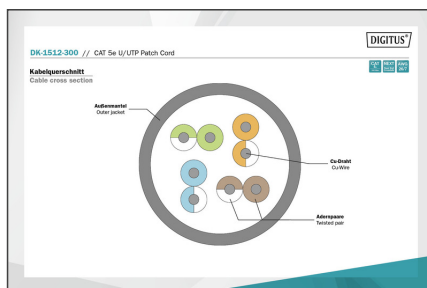 DIGITUS®
DK-1512-300 // CAT 5e U/UTP Patch Cord
Kabelquerschnitt
Cable cross section
Außenmantel
Outer jacket
Cu-Draht
Cu-Wire
Adernpaare
Twisted pair